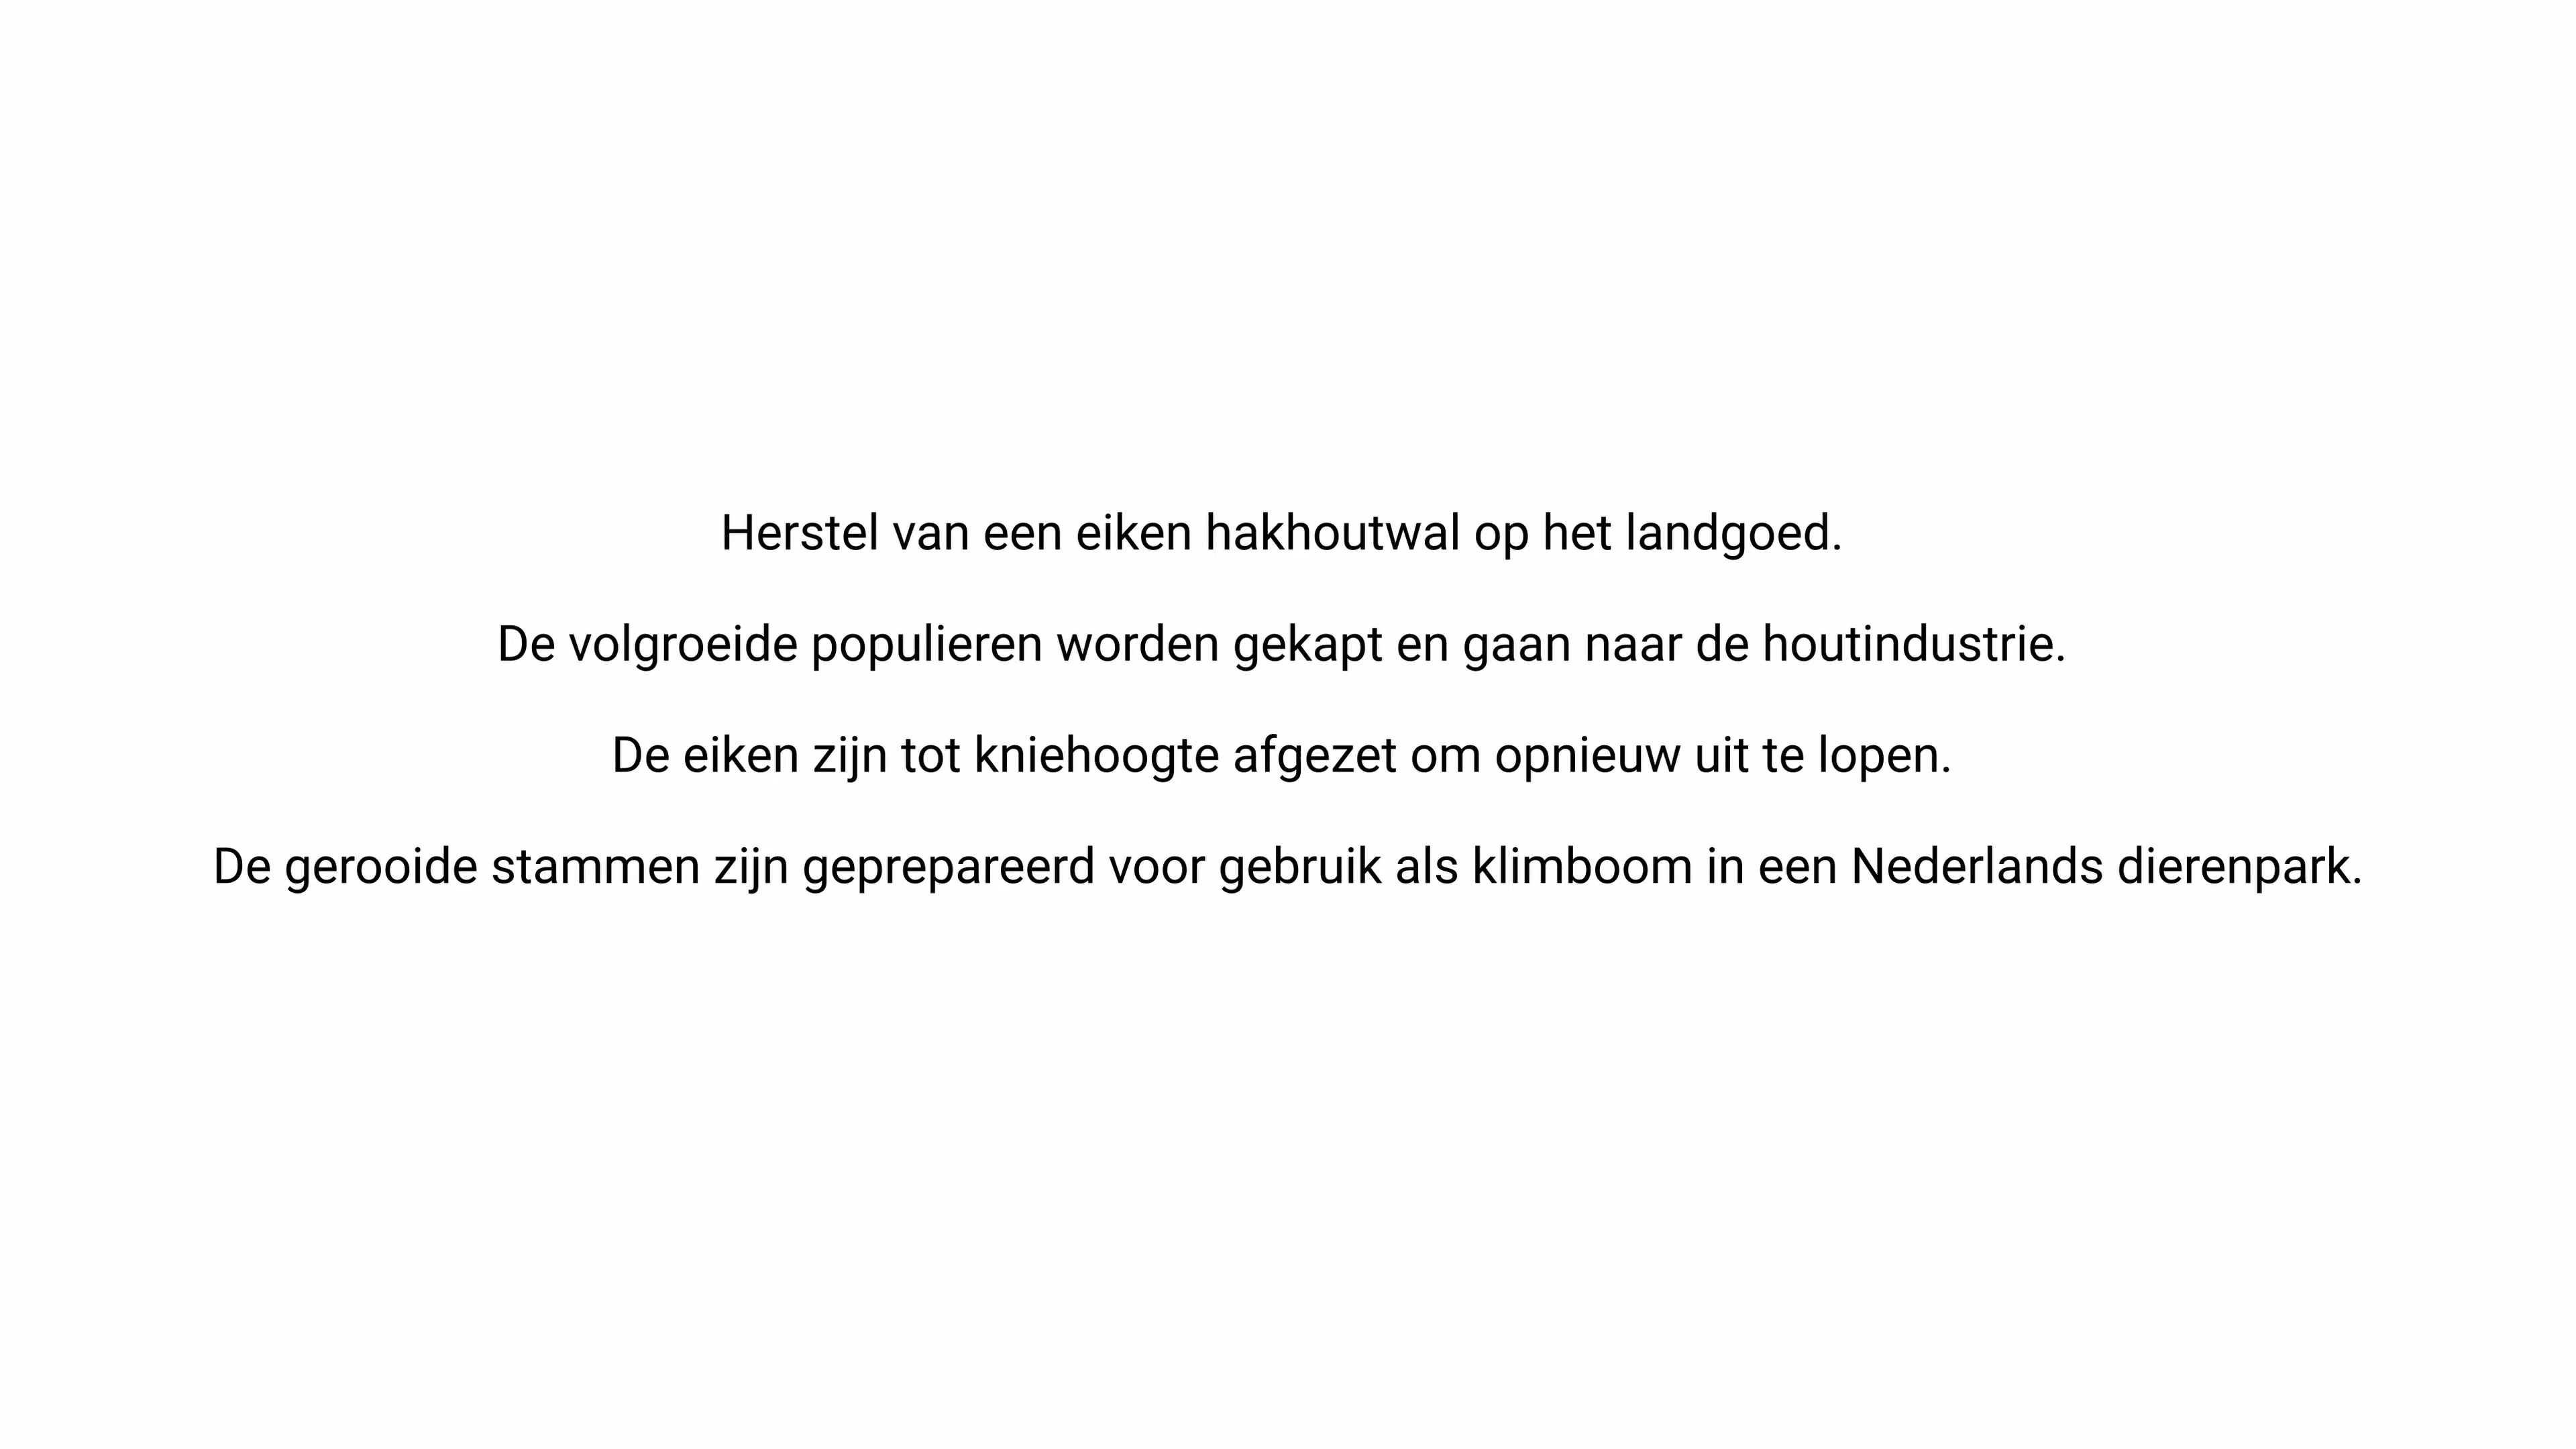 Herstel van een eiken hakhoutwal op het landgoed.
De volgroeide populieren worden gekapt en gaan naar de houtindustrie.
De eiken zijn tot kniehoogte afgezet om opnieuw uit te lopen.
De gerooide stammen zijn geprepareerd voor gebruik als klimboom in een Nederlands dierenpark.